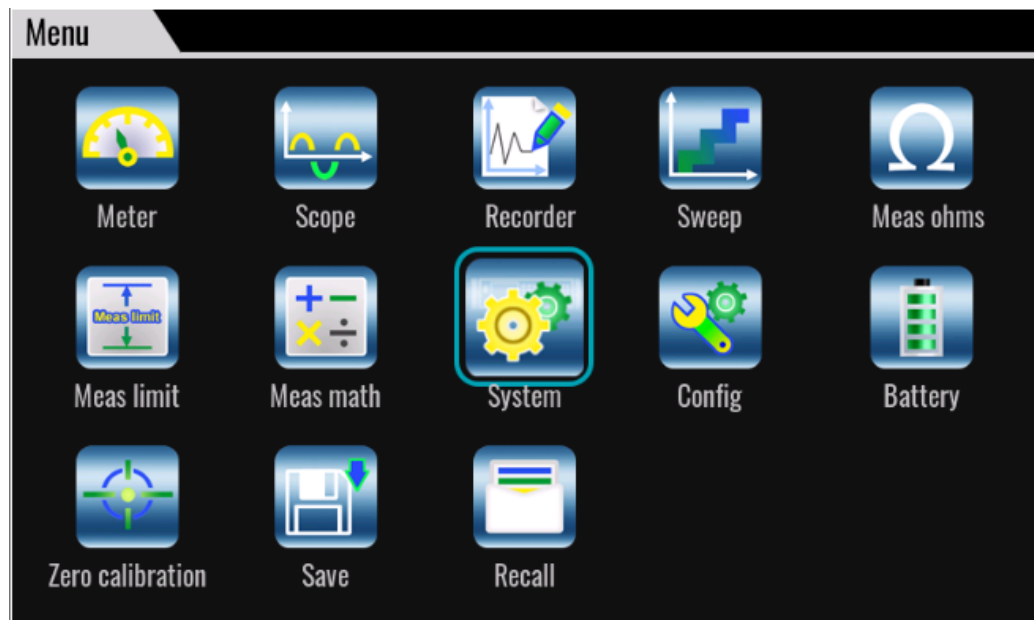 Menu
Meter Scope Recorder Sweep Meas ohms
Meas limit
Meas limit Meas math System Config Battery
Zero calibration Save Recall